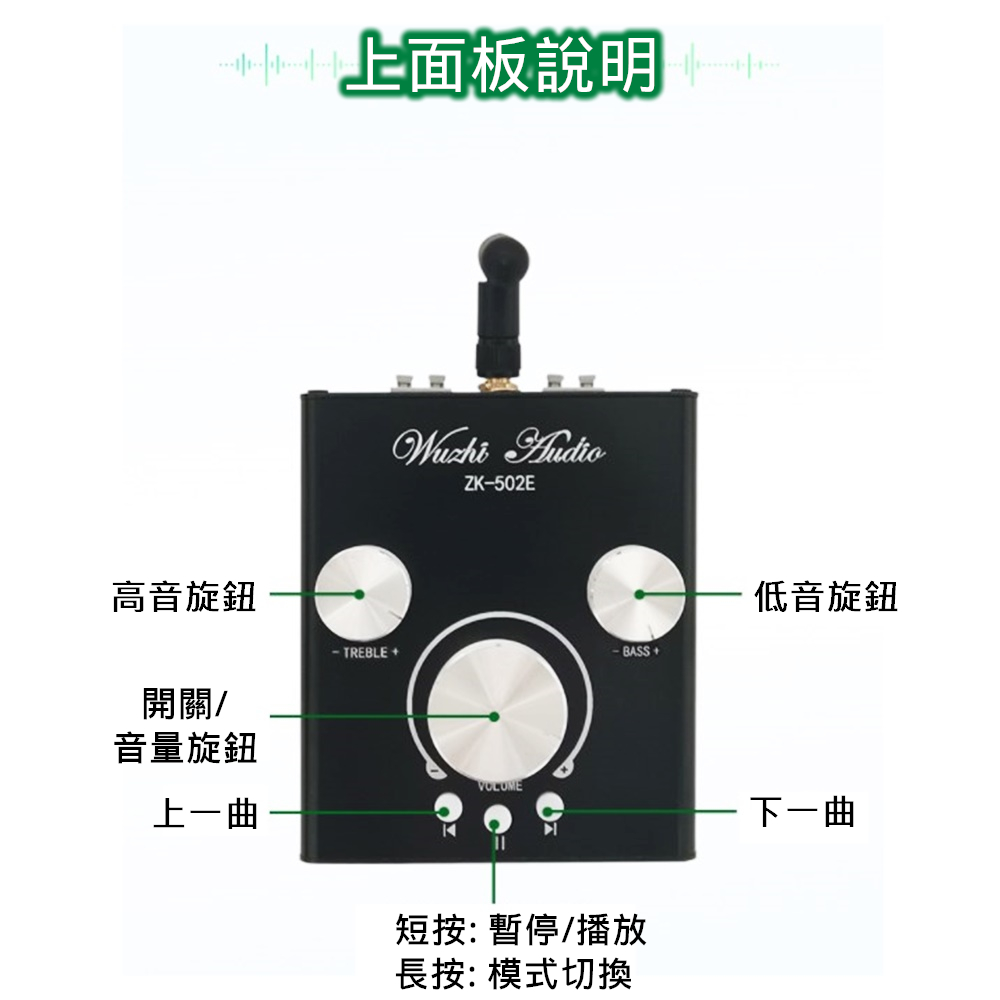 上面板說明
Wuzhi Audio
ZK-502E
高音旋鈕
低音旋鈕
- TREBLE +
- BASS +
開關/
音量旋鈕
- +
VOLUME
上一曲
下一曲
短按: 暫停/播放
長按: 模式切換